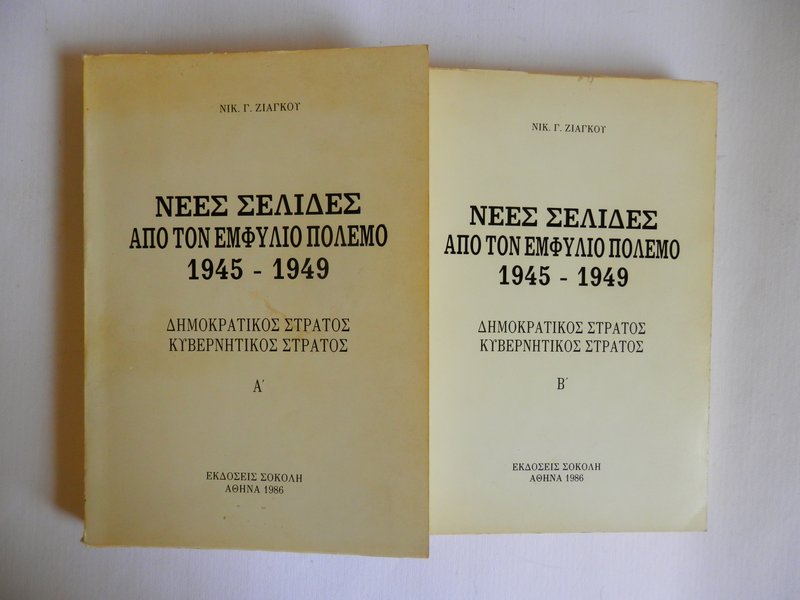 ΝΙΚ. Γ. ΖΙΑΓΚΟΥ
ΝΕΕΣ ΣΕΛΙΔΕΣ
ΑΠΟ ΤΟΝ ΕΜΦΥΛΙΟ ΠΟΛΕΜΟ
1945 - 1949
ΔΗΜΟΚΡΑΤΙΚΟΣ ΣΤΡΑΤΟΣ
ΚΥΒΕΡΝΗΤΙΚΟΣ ΣΤΡΑΤΟΣ
Α΄
ΕΚΔΟΣΕΙΣ ΣΟΚΟΛΗ
ΑΘΗΝΑ 1986
ΝΙΚ. Γ. ΖΙΑΓΚΟΥ
ΝΕΕΣ ΣΕΛΙΔΕΣ
ΑΠΟ ΤΟΝ ΕΜΦΥΛΙΟ ΠΟΛΕΜΟ
1945 - 1949
ΔΗΜΟΚΡΑΤΙΚΟΣ ΣΤΡΑΤΟΣ
ΚΥΒΕΡΝΗΤΙΚΟΣ ΣΤΡΑΤΟΣ
Β΄
ΕΚΔΟΣΕΙΣ ΣΟΚΟΛΗ
ΑΘΗΝΑ 1986